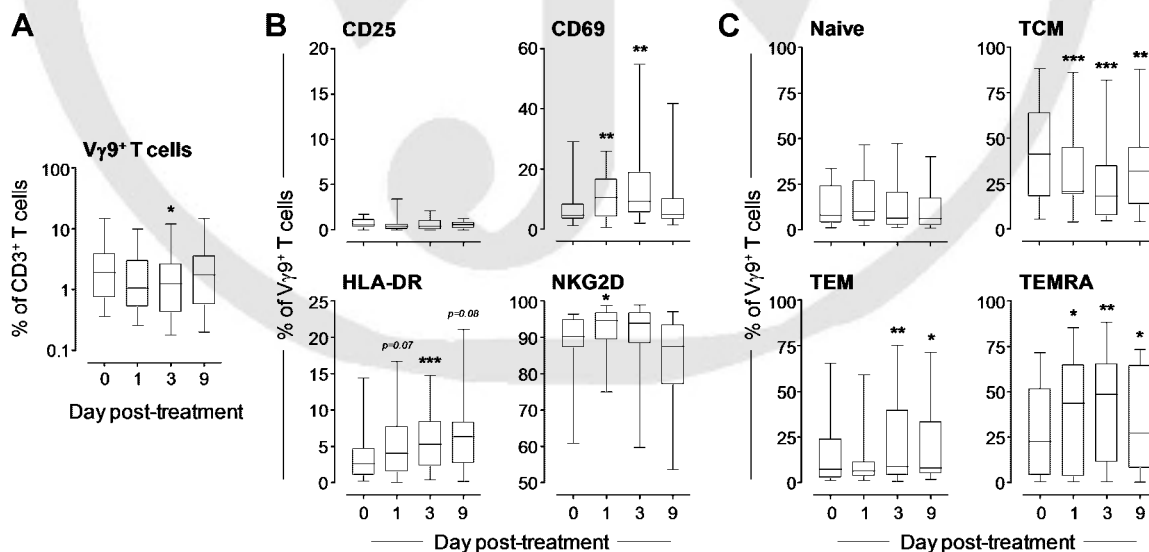 A
Vγ9+ T cells
% of CD3+ T cells
100
10
1
0.1
*
0 1 3 9
Day post-treatment
B
% of Vγ9+ T cells
CD25
20
15
10
5
0
CD69
60
40
20
0
** **
HLA-DR
25
20
15
10
5
0
p=0.07 *** p=0.08
0 1 3 9
NKG2D
100
90
80
70
60
50
*
0 1 3 9
Day post-treatment
C
% of Vγ9+ T cells
Naive
100
75
50
25
0
TCM
100
75
50
25
0
*** *** **
TEM
100
75
50
25
0
** *
0 1 3 9
TEMRA
100
75
50
25
0
* ** *
0 1 3 9
Day post-treatment